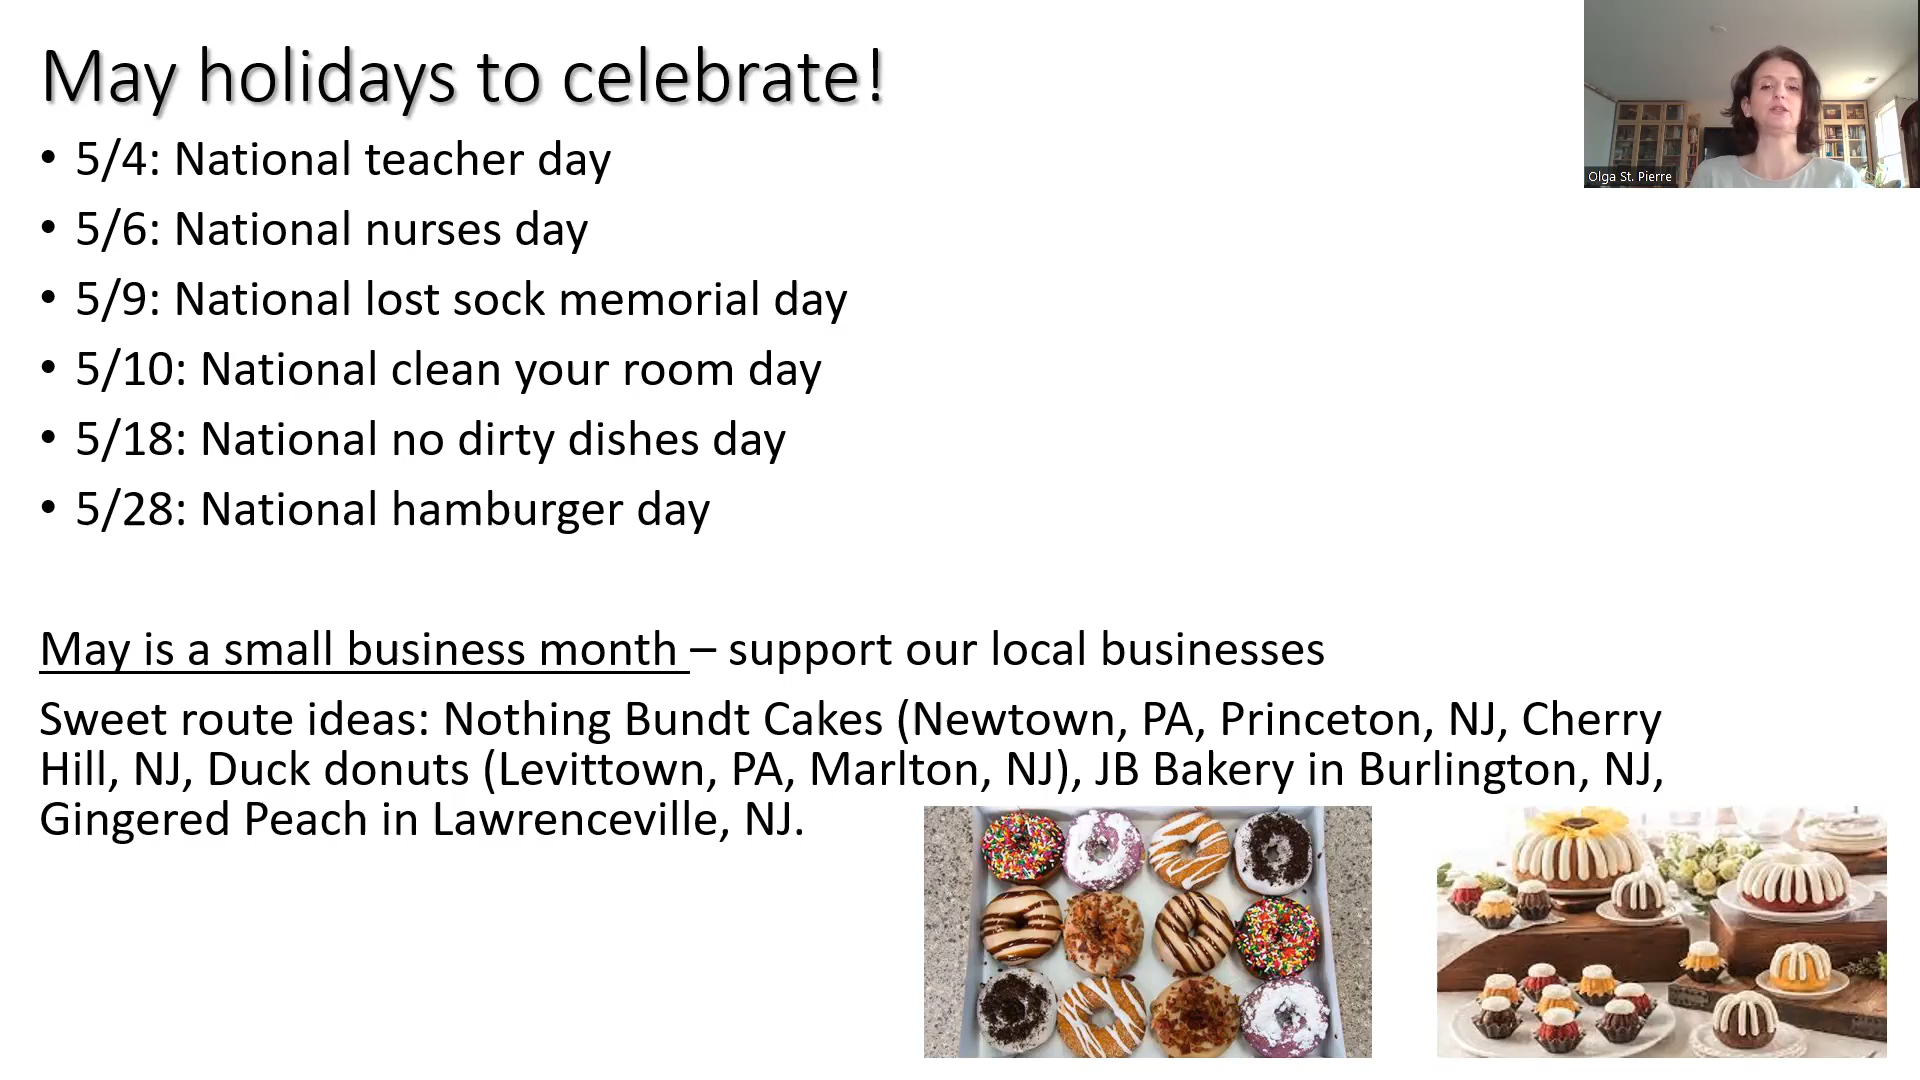 May holidays to celebrate!
• 5/4: National teacher day
• 5/6: National nurses day
• 5/9: National lost sock memorial day
• 5/10: National clean your room day
• 5/18: National no dirty dishes day
• 5/28: National hamburger day
May is a small business month – support our local businesses
Sweet route ideas: Nothing Bundt Cakes (Newtown, PA, Princeton, NJ, Cherry
Hill, NJ, Duck donuts (Levittown, PA, Marlton, NJ), JB Bakery in Burlington, NJ,
Gingered Peach in Lawrenceville, NJ.
Olga St. Pierre